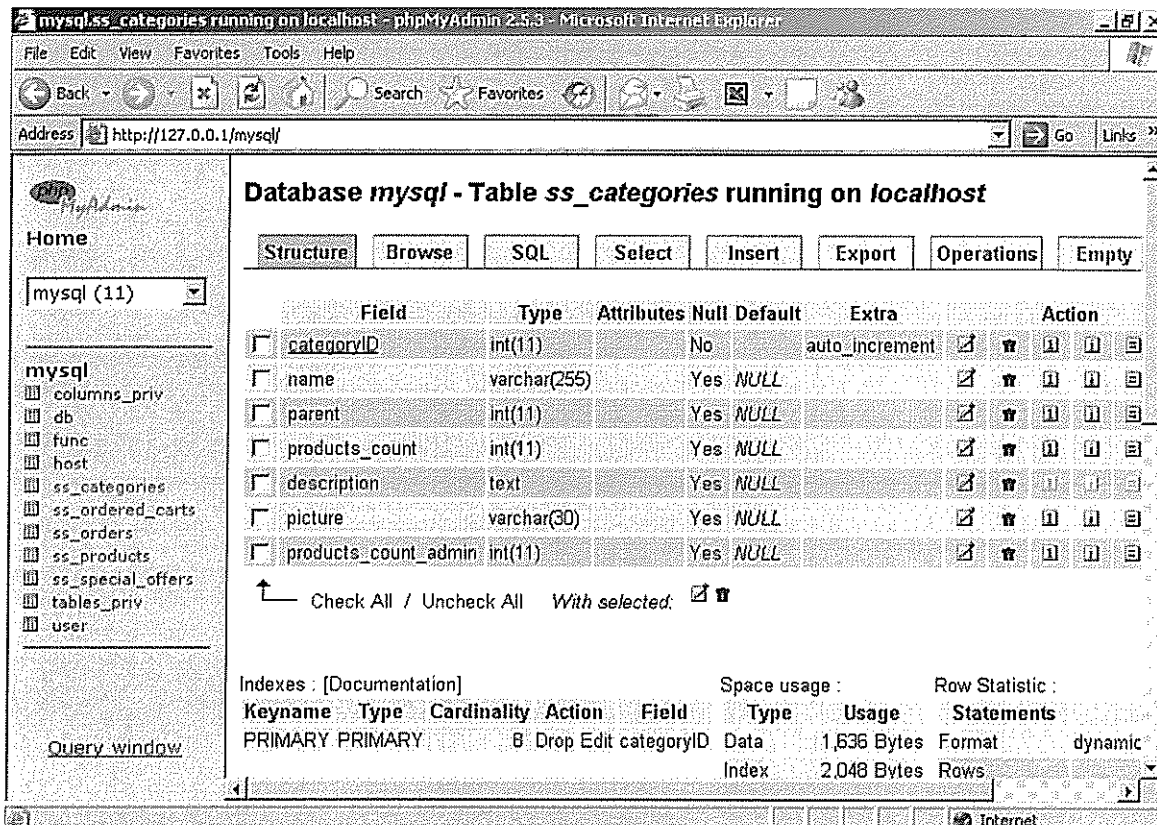 mysql.ss_categories running on localhost - phpMyAdmin 2.5.3 - Microsoft Internet Explorer
File Edit View Favorites Tools Help
Back Search Favorites
Address http://127.0.0.1/mysql/ Go Links »
php
MyAdmin
Home
mysql (11)
mysql
columns_priv
db
func
host
ss_categories
ss_ordered_carts
ss_orders
ss_products
ss_special_offers
tables_priv
user
Query window
Database mysql - Table ss_categories running on localhost
Structure Browse SQL Select Insert Export Operations Empty
Field Type Attributes Null Default Extra Action
categoryID int(11) No auto_increment
name varchar(255) Yes NULL
parent int(11) Yes NULL
products_count int(11) Yes NULL
description text Yes NULL
picture varchar(30) Yes NULL
products_count_admin int(11) Yes NULL
Check All / Uncheck All With selected:
Indexes : [Documentation]
Keyname Type Cardinality Action Field
PRIMARY PRIMARY 8 Drop Edit categoryID
Space usage :
Type Usage
Data 1,636 Bytes
Index 2,048 Bytes
Row Statistic :
Statements
Format dynamic
Rows
Internet